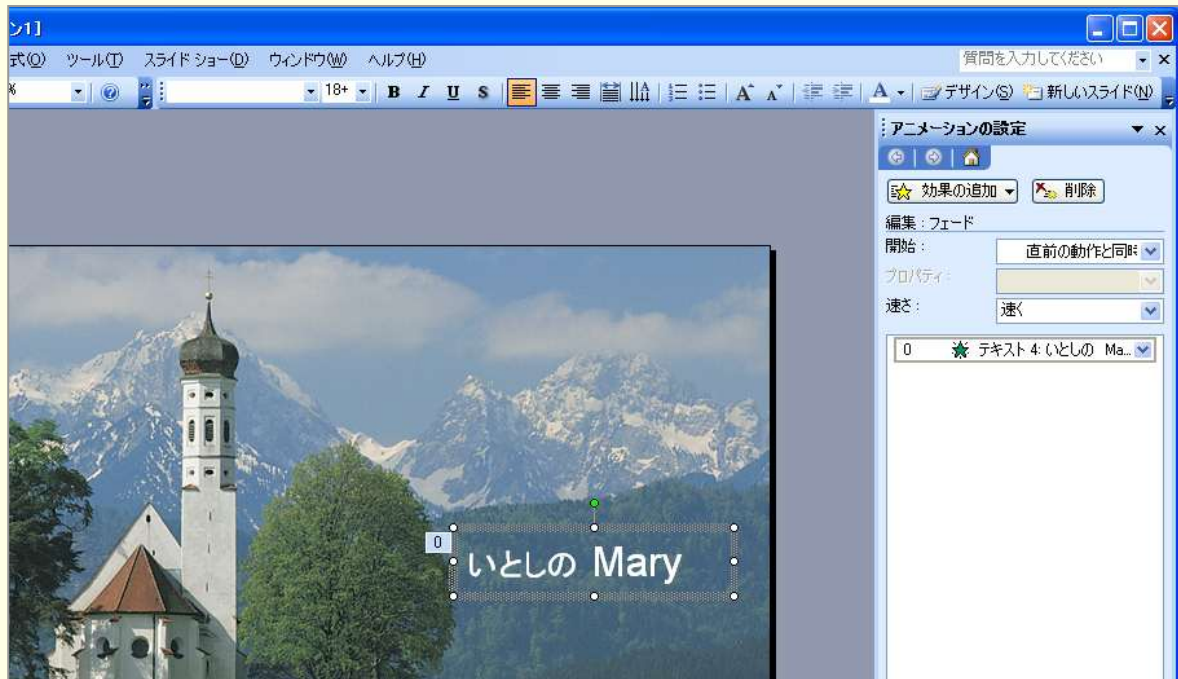 ン1]
式(O) ツール(T) スライド ショー(D) ウィンドウ(W) ヘルプ(H) 質問を入力してください
% 18+ B I U S A A A デザイン(S) 新しいスライド(N)
アニメーションの設定
効果の追加 削除
編集 : フェード
開始 : 直前の動作と同時
プロパティ :
速さ : 速く
0 テキスト 4: いとしの Ma...
0
いとしの Mary